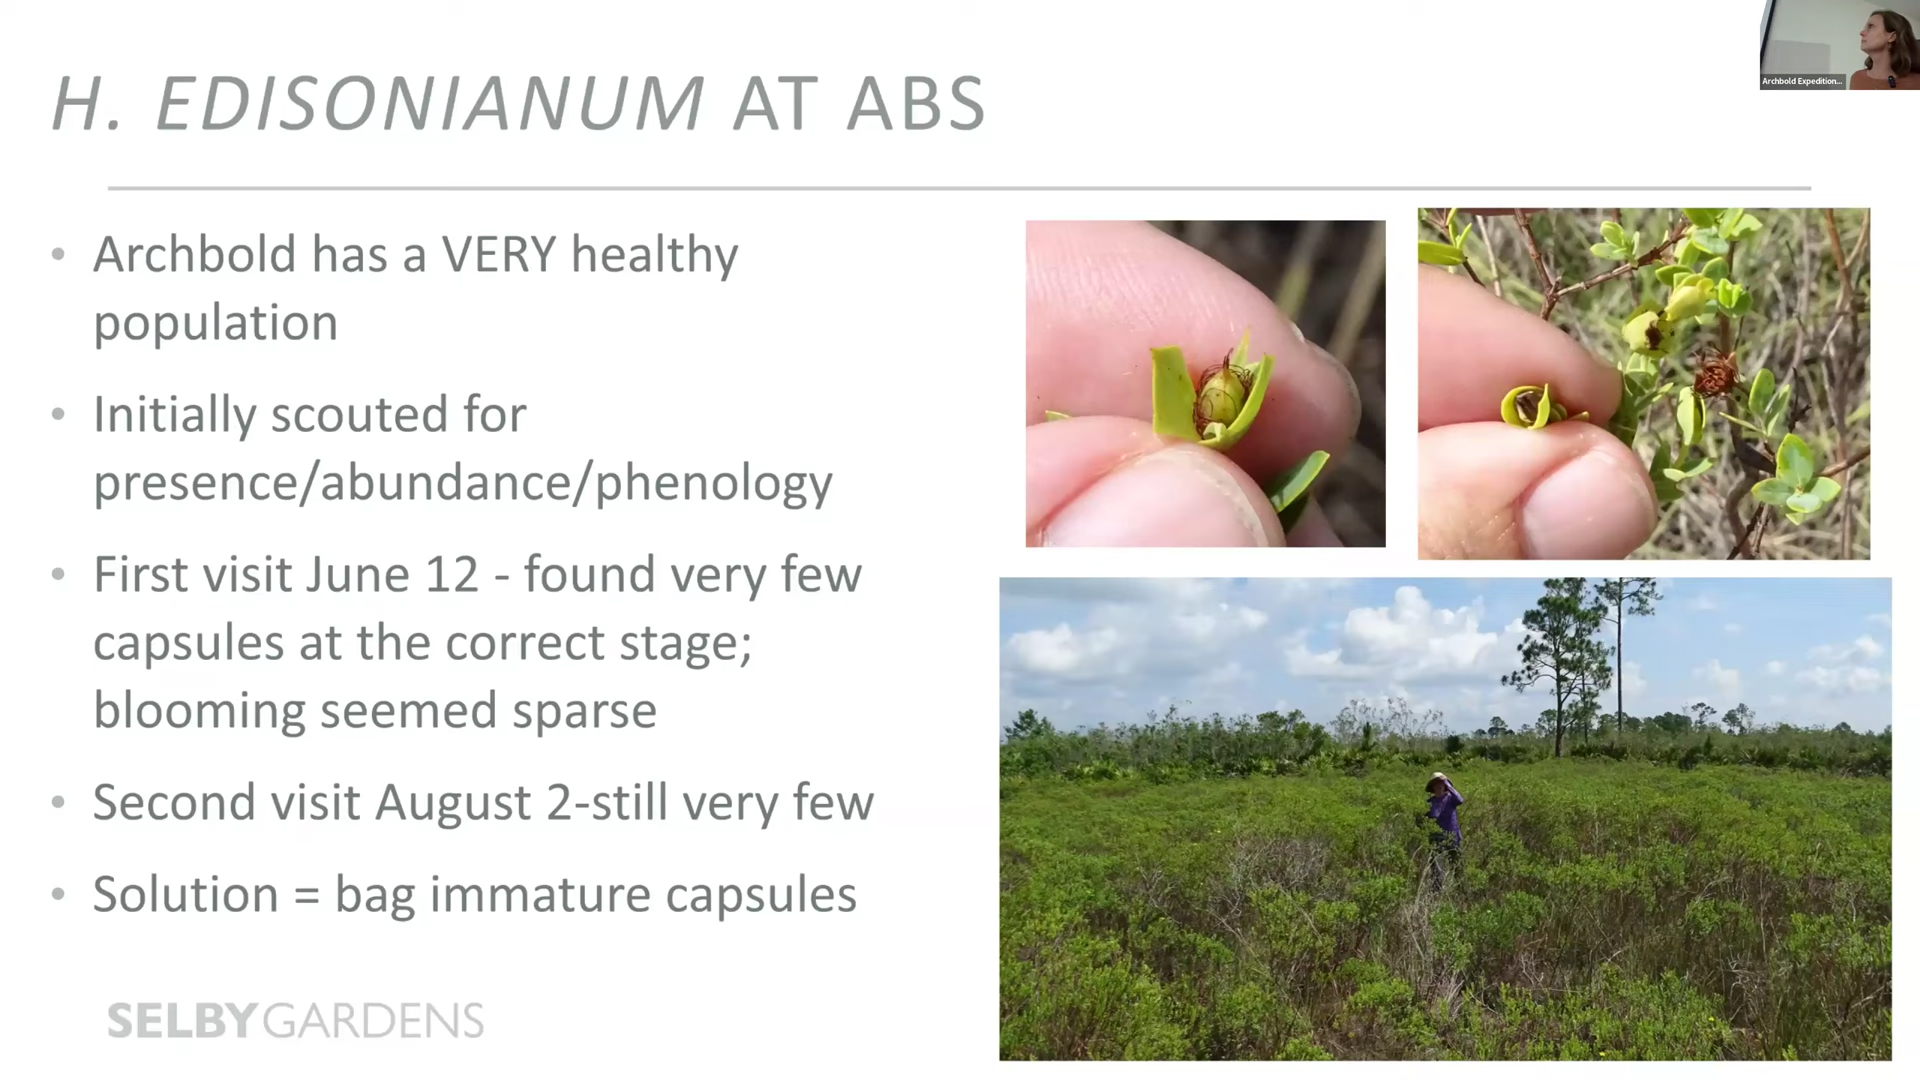 H. EDISONIANUM AT ABS
Archbold Expedition...
• Archbold has a VERY healthy
population
• Initially scouted for
presence/abundance/phenology
• First visit June 12 - found very few
capsules at the correct stage;
blooming seemed sparse
• Second visit August 2-still very few
• Solution = bag immature capsules
SELBYGARDENS